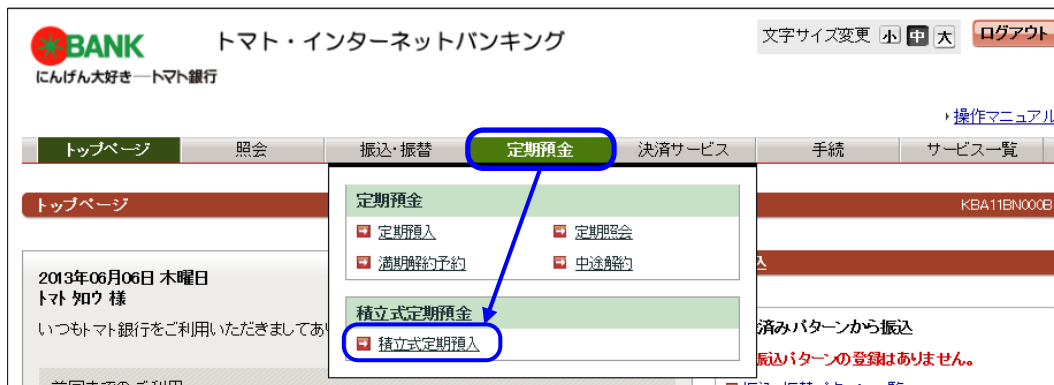 BANK
にんげん大好き―トマト銀行
トマト・インターネットバンキング
文字サイズ変更 小 中 大 ログアウト
操作マニュアル
トップページ 照会 振込・振替 定期預金 決済サービス 手続 サービス一覧
トップページ
KBA11BN000B
定期預金
定期預入 定期照会
満期解約予約 中途解約
積立式定期預金
積立式定期預入
2013年06月06日 木曜日
トマト タロウ 様
いつもトマト銀行をご利用いただきましてあ
込
済みパターンから振込
振込パターンの登録はありません。